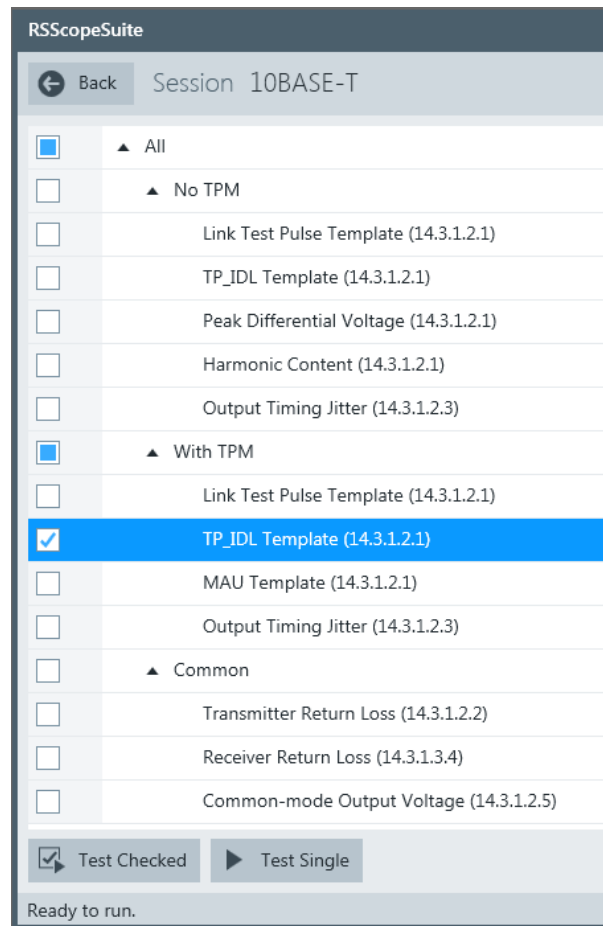 RSScopeSuite
Back Session 10BASE-T
All
No TPM
Link Test Pulse Template (14.3.1.2.1)
TP_IDL Template (14.3.1.2.1)
Peak Differential Voltage (14.3.1.2.1)
Harmonic Content (14.3.1.2.1)
Output Timing Jitter (14.3.1.2.3)
With TPM
Link Test Pulse Template (14.3.1.2.1)
TP_IDL Template (14.3.1.2.1)
MAU Template (14.3.1.2.1)
Output Timing Jitter (14.3.1.2.3)
Common
Transmitter Return Loss (14.3.1.2.2)
Receiver Return Loss (14.3.1.3.4)
Common-mode Output Voltage (14.3.1.2.5)
Test Checked Test Single
Ready to run.